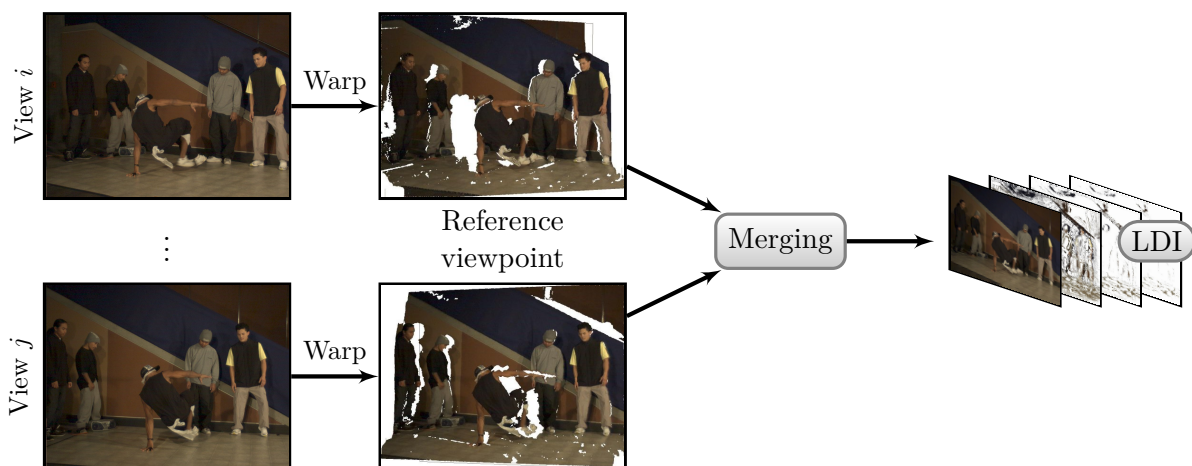 View i
Warp
Reference
viewpoint
⋮
View j
Warp
Merging
LDI